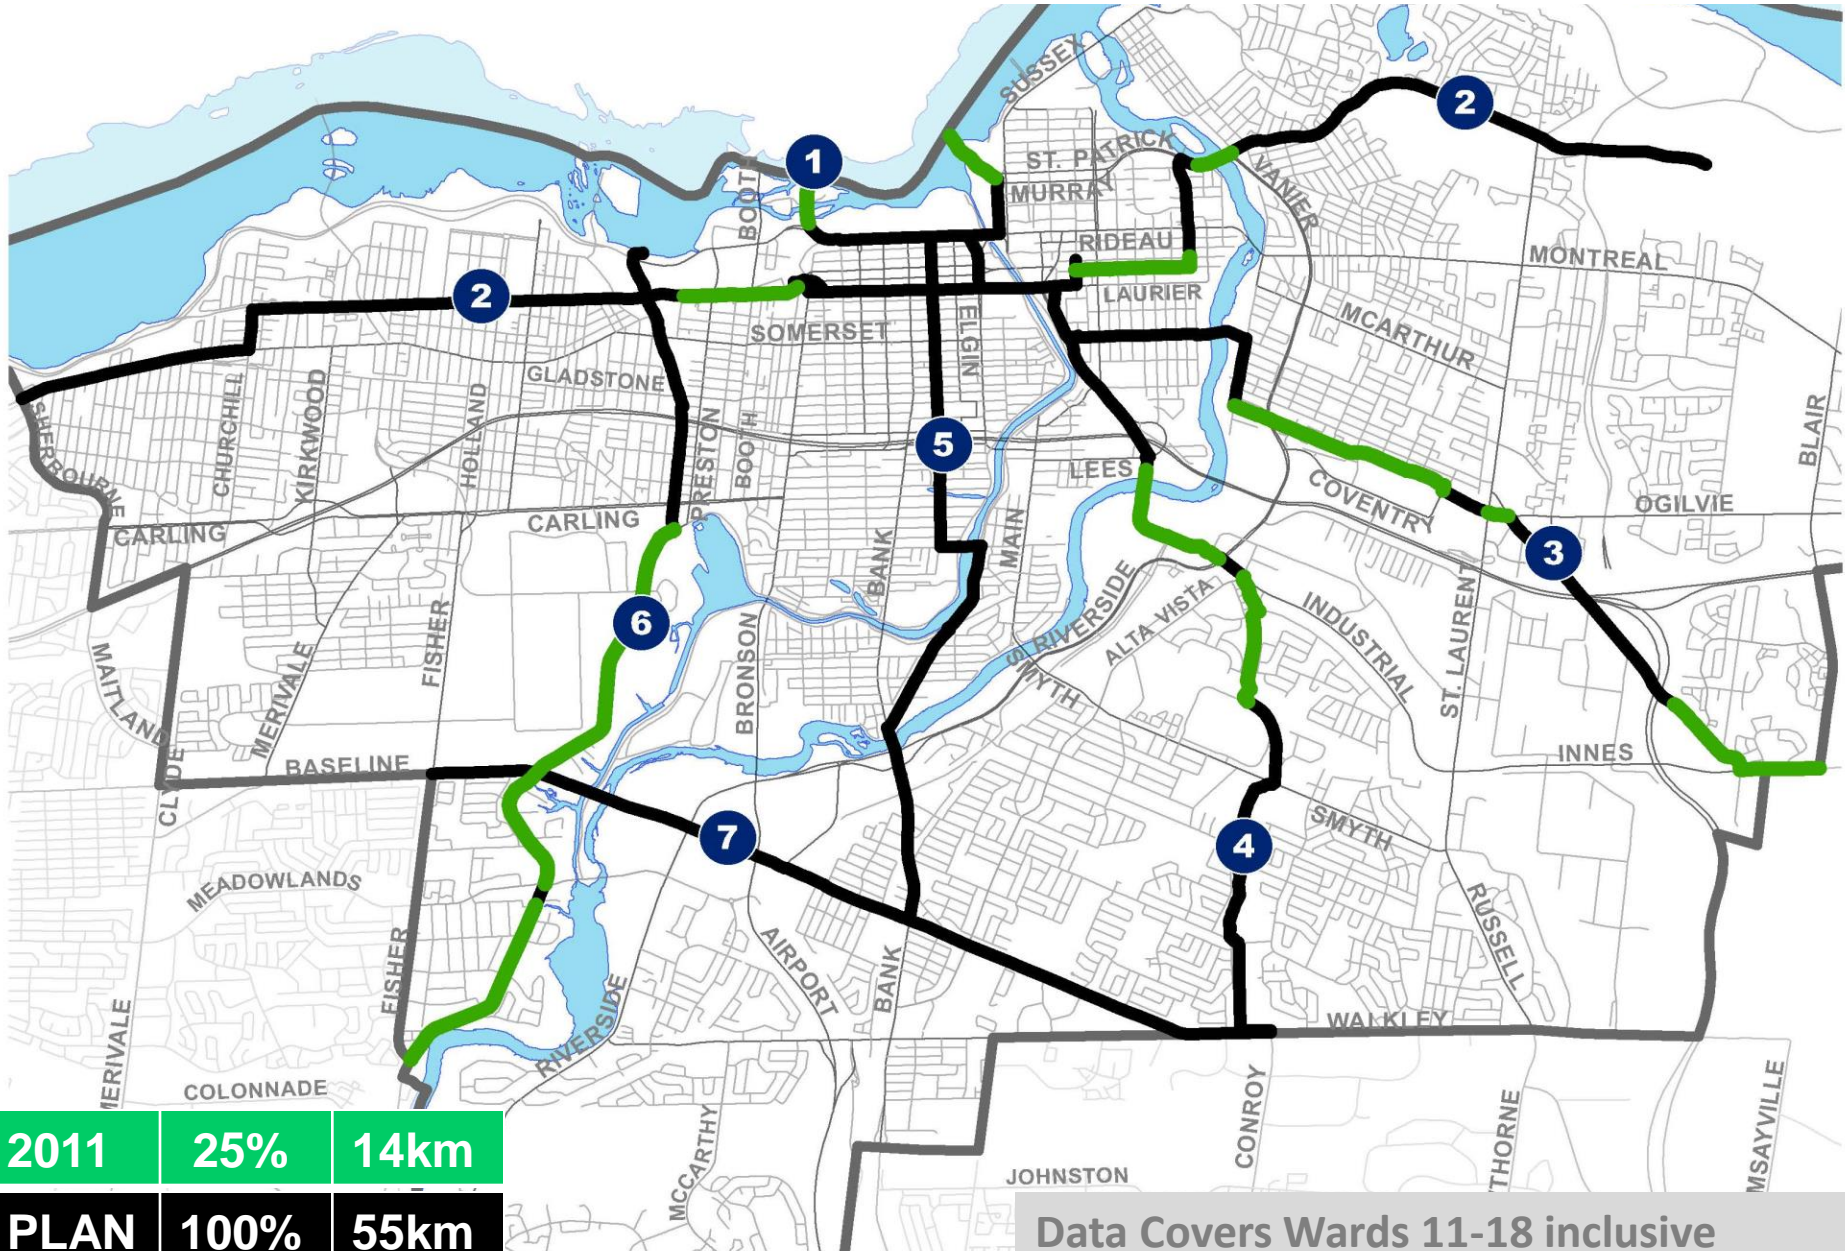 SUSSEX
2
1
ST. PATRICK
BOOTH
MURRAY
VANIER
RIDEAU
MONTREAL
2
LAURIER
SOMERSET
ELGIN
MCARTHUR
GLADSTONE
CHURCHILL
KIRKWOOD
HOLLAND
SHERBOURNE
PRESTON
BOOTH
5
LEES
BLAIR
CARLING
CARLING
COVENTRY
OGILVIE
BANK
MAIN
3
6
FISHER
MERIVALE
MAITLAND
BRONSON
S. RIVERSIDE
ALTA VISTA
INDUSTRIAL
ST. LAURENT
SMYTH
CLYDE
BASELINE
INNES
7
4
SMYTH
MEADOWLANDS
RUSSELL
FISHER
AIRPORT
BANK
RIVERSIDE
WALKLEY
MERIVALE
COLONNADE
MCCARTHY
CONROY
THORNE
MSAYVILLE
JOHNSTON
2011 25% 14km
PLAN 100% 55km
Data Covers Wards 11-18 inclusive